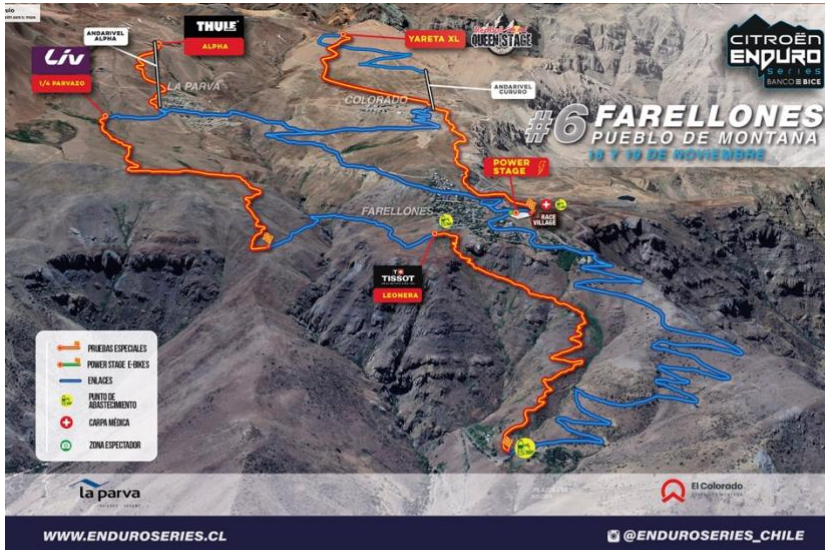 THULE
ALPHA
ANDARIVEL
ALPHA
Liv
1/4 PARVAZO
LA PARVA
YARETA XL
QUEEN STAGE
COLORADO
ANDARIVEL
CURURO
CITROËN
ENDURO
series
BANCO BICE
#6 FARELLONES
PUEBLO DE MONTAÑA
18 Y 19 DE NOVIEMBRE
POWER
STAGE
RACE
VILLAGE
FARELLONES
TISSOT
LEONERA
PRUEBAS ESPECIALES
POWER STAGE E-BIKES
ENLACES
PUNTO DE
ABASTECIMIENTO
CARPA MÉDICA
ZONA ESPECTADOR
la parva
El Colorado
WWW.ENDUROSERIES.CL
@ENDUROSERIES_CHILE